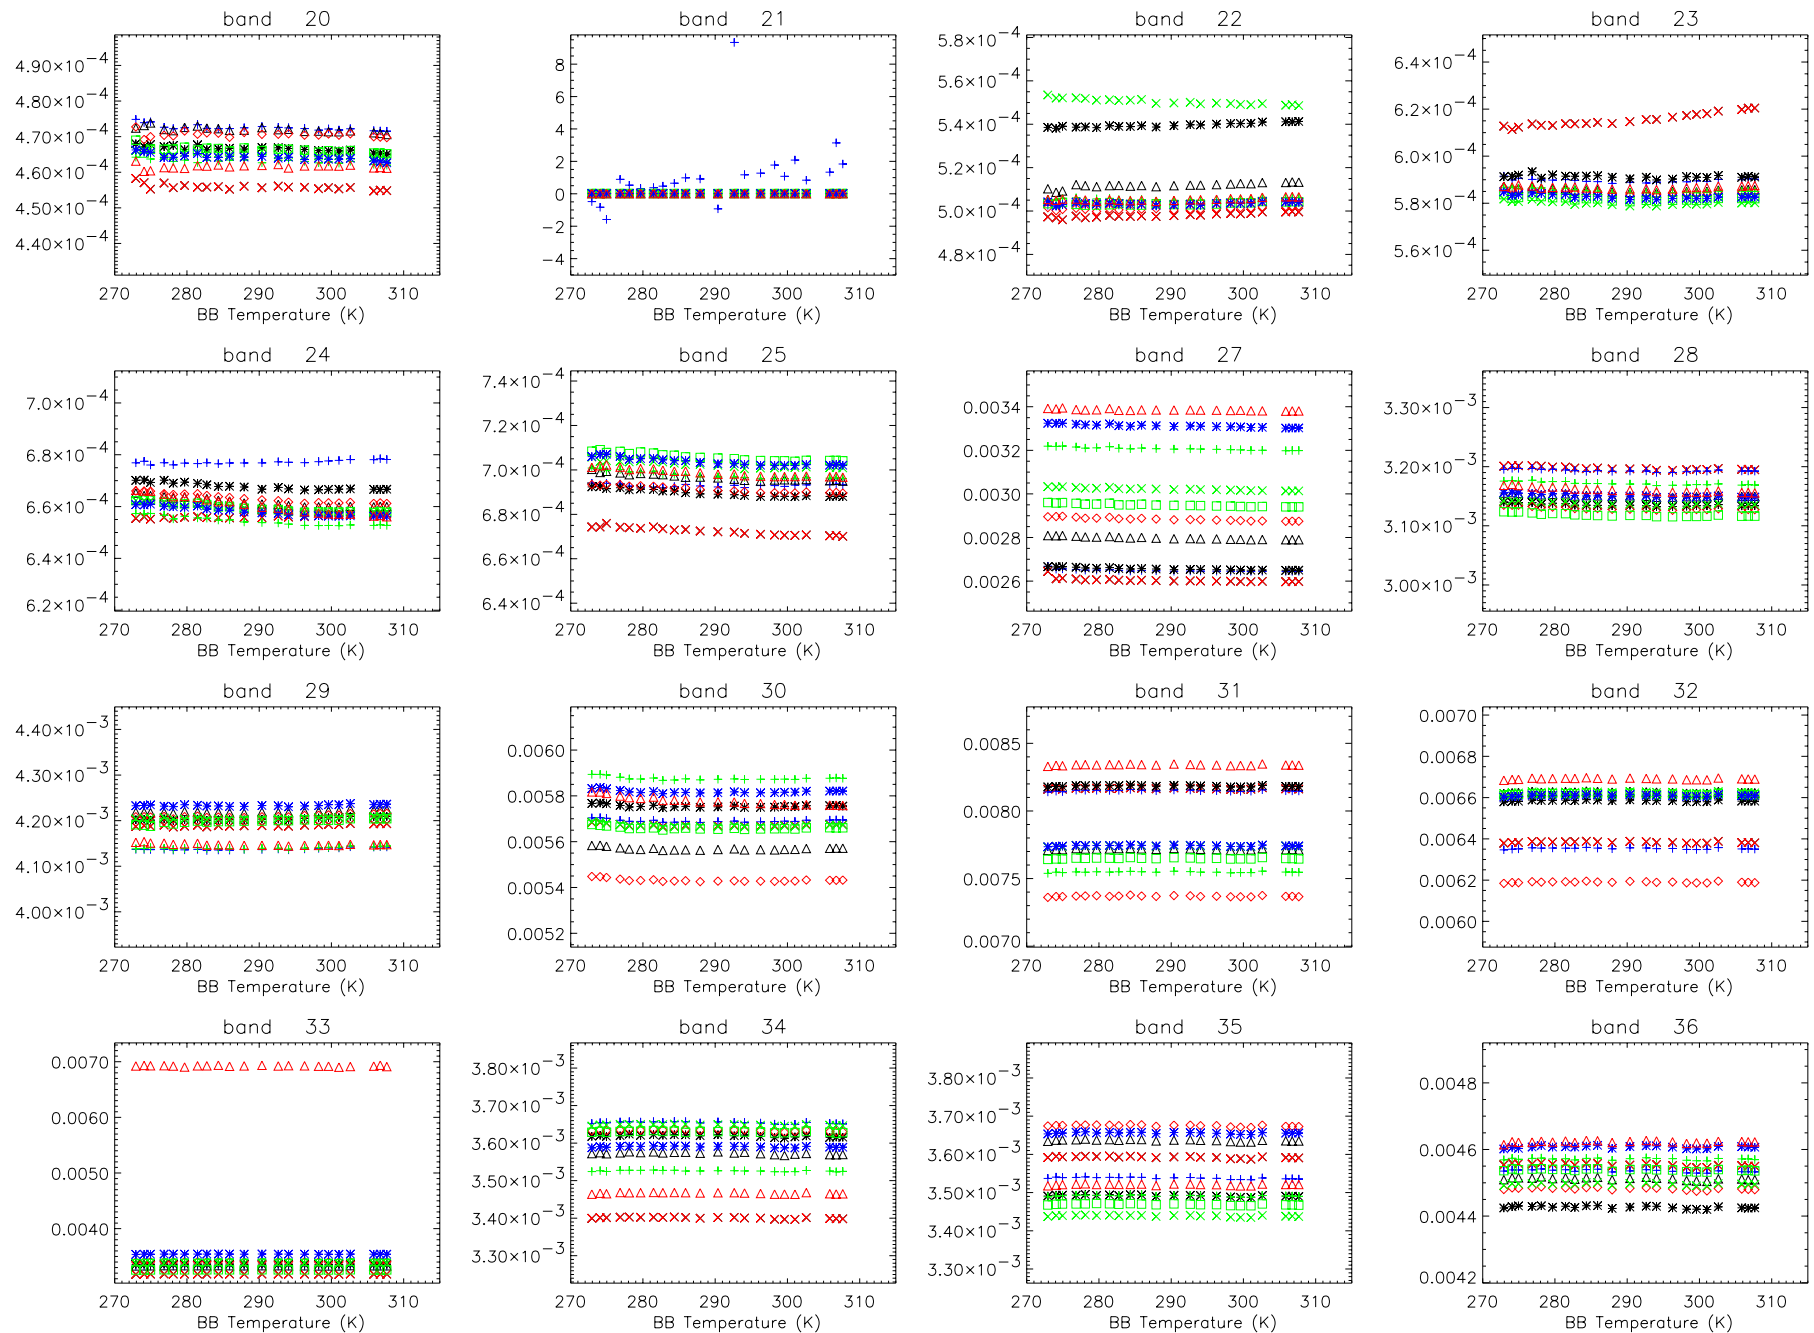 band 20
band 21
band 22
band 23
4.90×10⁻⁴
4.80×10⁻⁴
4.70×10⁻⁴
4.60×10⁻⁴
4.50×10⁻⁴
4.40×10⁻⁴
270 280 290 300 310
BB Temperature (K)
8
6
4
2
0
−2
−4
270 280 290 300 310
BB Temperature (K)
5.8×10⁻⁴
5.6×10⁻⁴
5.4×10⁻⁴
5.2×10⁻⁴
5.0×10⁻⁴
4.8×10⁻⁴
270 280 290 300 310
BB Temperature (K)
6.4×10⁻⁴
6.2×10⁻⁴
6.0×10⁻⁴
5.8×10⁻⁴
5.6×10⁻⁴
270 280 290 300 310
BB Temperature (K)
band 24
band 25
band 27
band 28
7.0×10⁻⁴
6.8×10⁻⁴
6.6×10⁻⁴
6.4×10⁻⁴
6.2×10⁻⁴
270 280 290 300 310
BB Temperature (K)
7.4×10⁻⁴
7.2×10⁻⁴
7.0×10⁻⁴
6.8×10⁻⁴
6.6×10⁻⁴
6.4×10⁻⁴
270 280 290 300 310
BB Temperature (K)
0.0034
0.0032
0.0030
0.0028
0.0026
270 280 290 300 310
BB Temperature (K)
3.30×10⁻³
3.20×10⁻³
3.10×10⁻³
3.00×10⁻³
270 280 290 300 310
BB Temperature (K)
band 29
band 30
band 31
band 32
4.40×10⁻³
4.30×10⁻³
4.20×10⁻³
4.10×10⁻³
4.00×10⁻³
270 280 290 300 310
BB Temperature (K)
0.0060
0.0058
0.0056
0.0054
0.0052
270 280 290 300 310
BB Temperature (K)
0.0085
0.0080
0.0075
0.0070
270 280 290 300 310
BB Temperature (K)
0.0070
0.0068
0.0066
0.0064
0.0062
0.0060
270 280 290 300 310
BB Temperature (K)
band 33
band 34
band 35
band 36
0.0070
0.0060
0.0050
0.0040
270 280 290 300 310
BB Temperature (K)
3.80×10⁻³
3.70×10⁻³
3.60×10⁻³
3.50×10⁻³
3.40×10⁻³
3.30×10⁻³
270 280 290 300 310
BB Temperature (K)
3.80×10⁻³
3.70×10⁻³
3.60×10⁻³
3.50×10⁻³
3.40×10⁻³
3.30×10⁻³
270 280 290 300 310
BB Temperature (K)
0.0048
0.0046
0.0044
0.0042
270 280 290 300 310
BB Temperature (K)